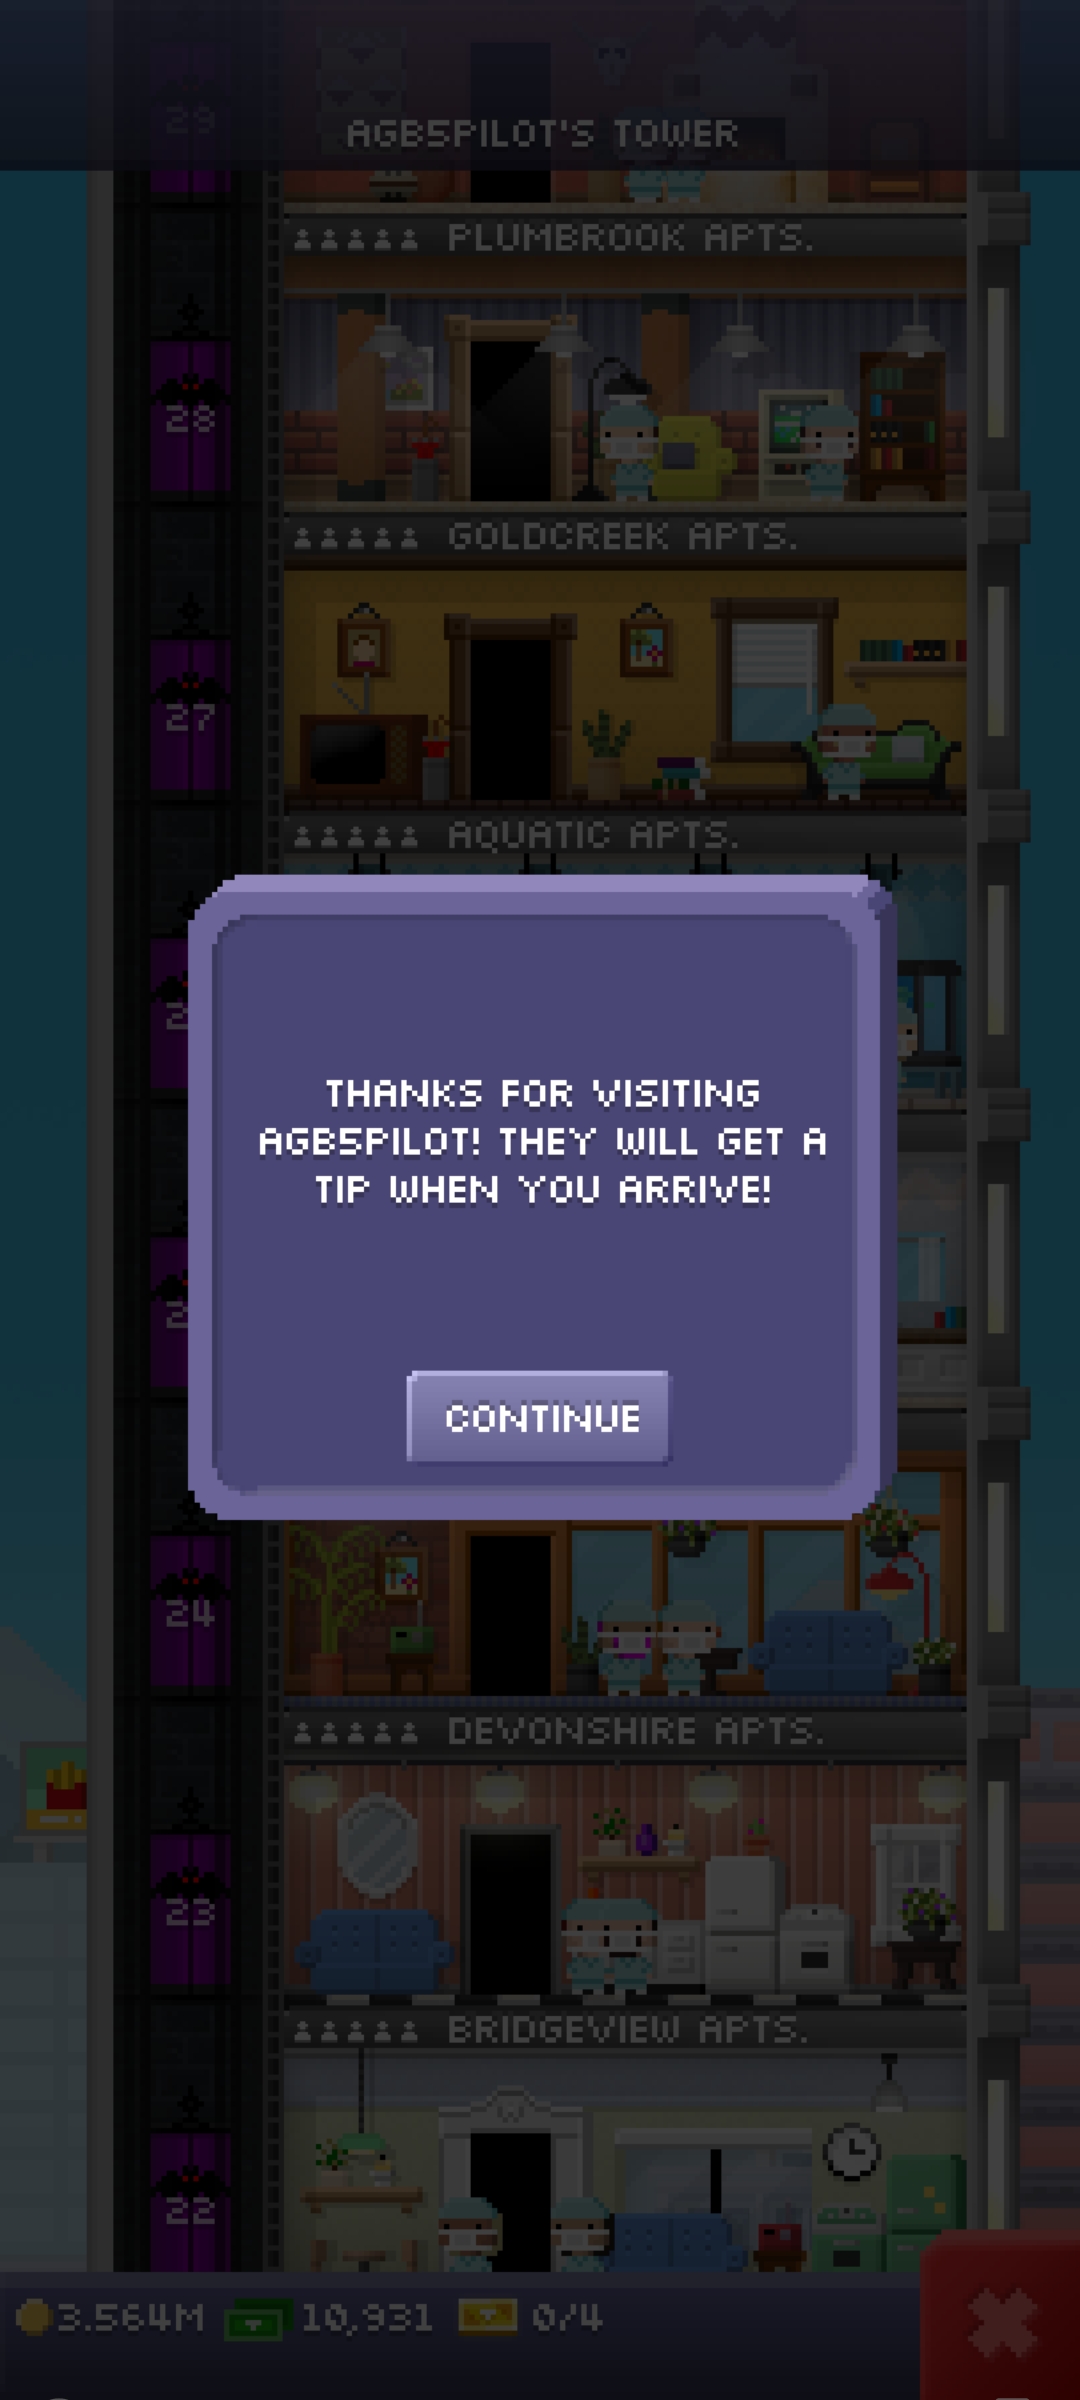 29
AGB5PILOT'S TOWER
PLUMBROOK APTS.
28
GOLDCREEK APTS.
27
AQUATIC APTS.
THANKS FOR VISITING
AGB5PILOT! THEY WILL GET A
TIP WHEN YOU ARRIVE!
CONTINUE
24
DEVONSHIRE APTS.
23
BRIDGEVIEW APTS.
22
3.564M 10,931 0/4